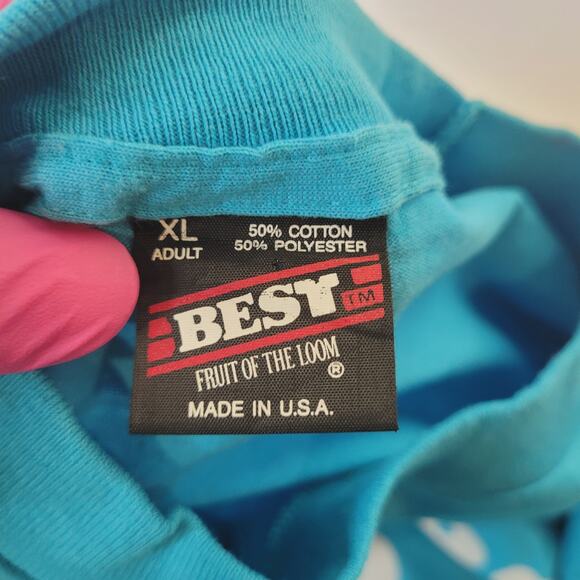 XL
ADULT
50% COTTON
50% POLYESTER
BEST TM
FRUIT OF THE LOOM ®
MADE IN U.S.A.